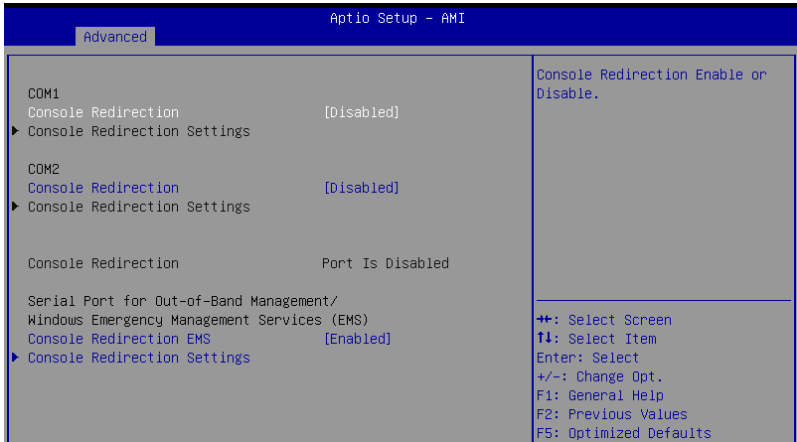 Aptio Setup – AMI
Advanced
COM1
Console Redirection [Disabled]
Console Redirection Settings
COM2
Console Redirection [Disabled]
Console Redirection Settings
Console Redirection Port Is Disabled
Serial Port for Out-of-Band Management/
Windows Emergency Management Services (EMS)
Console Redirection EMS [Enabled]
Console Redirection Settings
Console Redirection Enable or
Disable.
→←: Select Screen
↑↓: Select Item
Enter: Select
+/-: Change Opt.
F1: General Help
F2: Previous Values
F5: Optimized Defaults